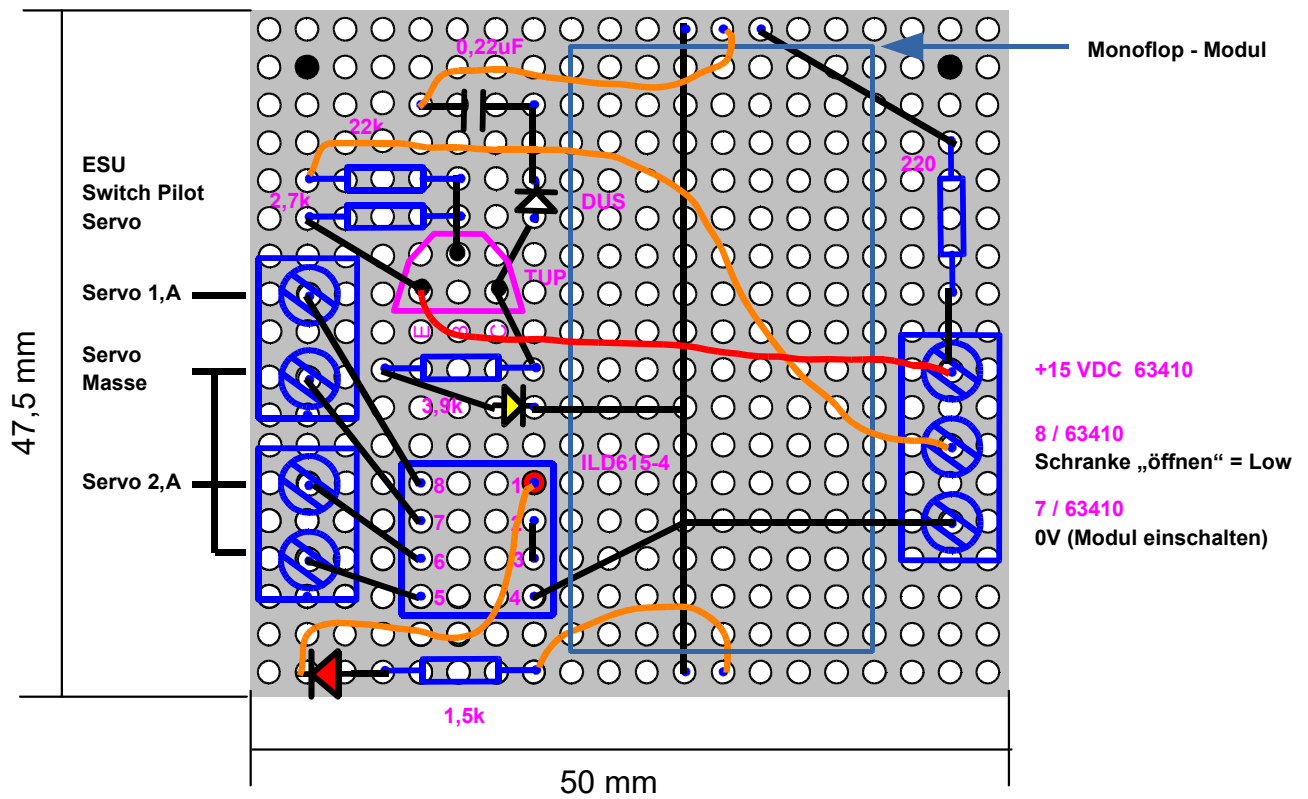 0,22uF
Monoflop - Modul
22k
ESU
Switch Pilot
Servo
220
2,7k
DUS
TUP
Servo 1,A
E B C
Servo
Masse
+15 VDC 63410
3,9k
47,5 mm
8 / 63410
Schranke „öffnen“ = Low
ILD615-4
Servo 2,A
8 1
7 2
7 / 63410
0V (Modul einschalten)
6 3
5 4
1,5k
50 mm